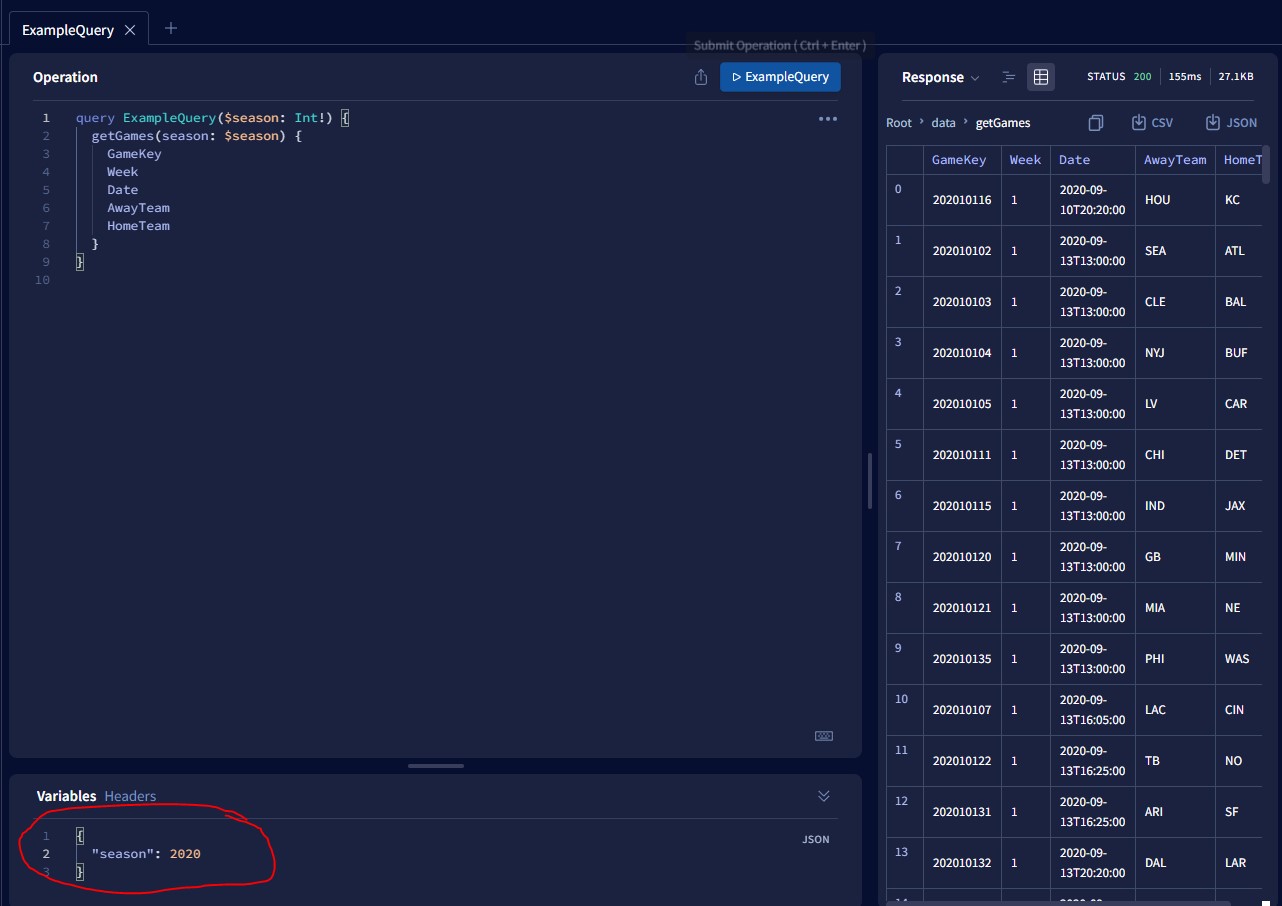 ExampleQuery
Submit Operation ( Ctrl + Enter )
Operation
ExampleQuery
1 query ExampleQuery($season: Int!) {
2 getGames(season: $season) {
3 GameKey
4 Week
5 Date
6 AwayTeam
7 HomeTeam
8 }
9 }
10
Variables Headers
JSON
1 {
2 "season": 2020
3 }
Response STATUS 200 155ms 27.1KB
Root data getGames CSV JSON
GameKey Week Date AwayTeam HomeT
0 202010116 1 2020-09-
10T20:20:00 HOU KC
1 202010102 1 2020-09-
13T13:00:00 SEA ATL
2 202010103 1 2020-09-
13T13:00:00 CLE BAL
3 202010104 1 2020-09-
13T13:00:00 NYJ BUF
4 202010105 1 2020-09-
13T13:00:00 LV CAR
5 202010111 1 2020-09-
13T13:00:00 CHI DET
6 202010115 1 2020-09-
13T13:00:00 IND JAX
7 202010120 1 2020-09-
13T13:00:00 GB MIN
8 202010121 1 2020-09-
13T13:00:00 MIA NE
9 202010135 1 2020-09-
13T13:00:00 PHI WAS
10 202010107 1 2020-09-
13T16:05:00 LAC CIN
11 202010122 1 2020-09-
13T16:25:00 TB NO
12 202010131 1 2020-09-
13T16:25:00 ARI SF
13 202010132 1 2020-09-
13T20:20:00 DAL LAR